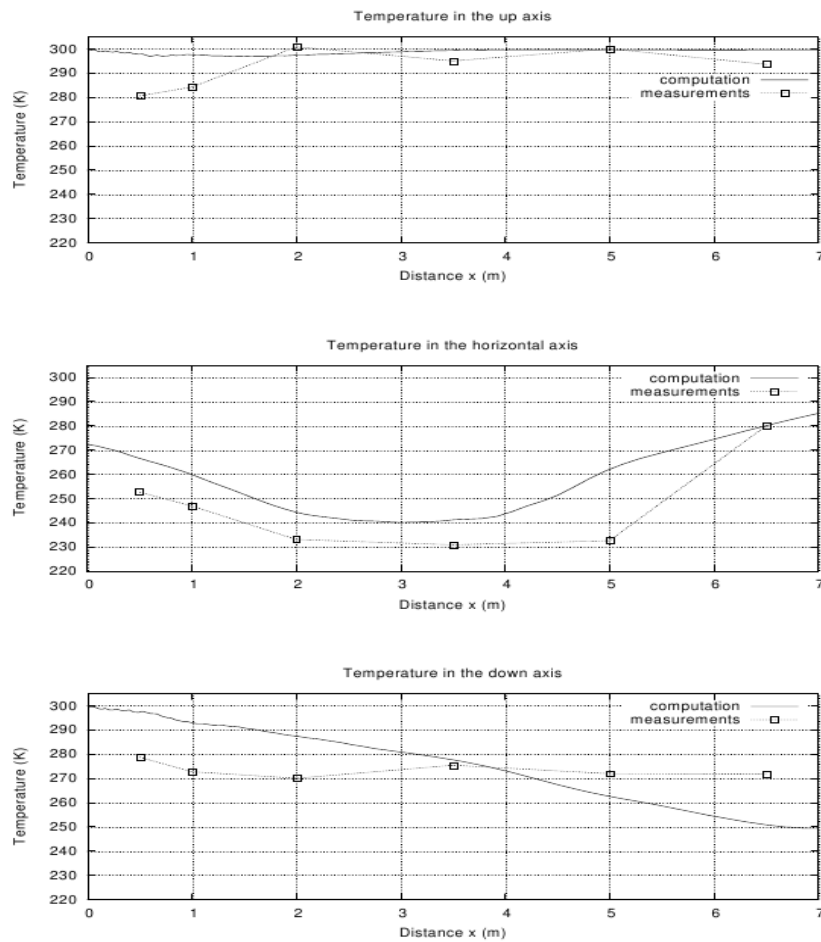 Temperature in the up axis
Temperature (K)
300
290
280
270
260
250
240
230
220
computation
measurements
0 1 2 3 4 5 6 7
Distance x (m)
Temperature in the horizontal axis
Temperature (K)
300
290
280
270
260
250
240
230
220
computation
measurements
0 1 2 3 4 5 6 7
Distance x (m)
Temperature in the down axis
Temperature (K)
300
290
280
270
260
250
240
230
220
computation
measurements
0 1 2 3 4 5 6 7
Distance x (m)